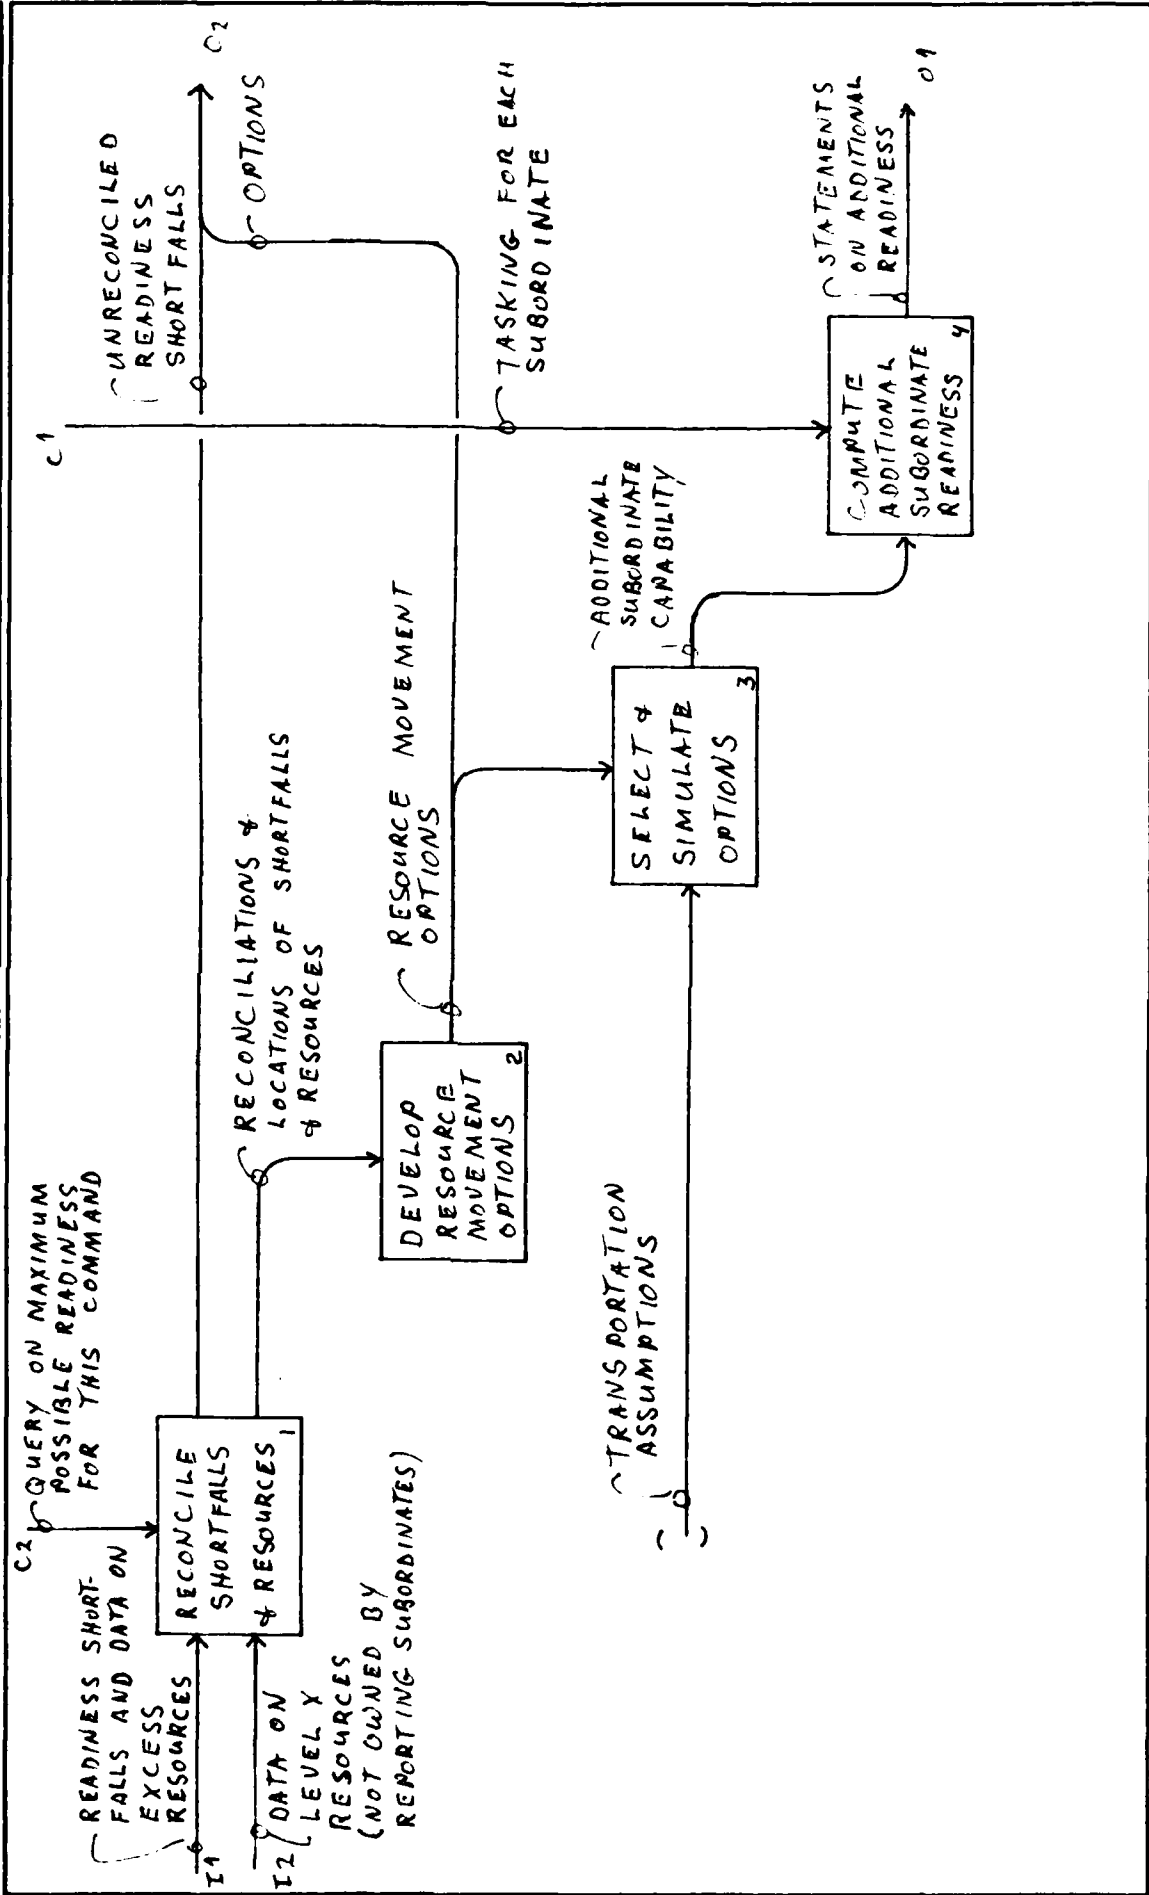 C2
QUERY ON MAXIMUM
POSSIBLE READINESS
FOR THIS COMMAND
READINESS SHORT-
FALLS AND DATA ON
EXCESS
RESOURCES
I1
I2
DATA ON
LEVEL X
RESOURCES
(NOT OWNED BY
REPORTING SUBORDINATES)
RECONCILE
SHORTFALLS
& RESOURCES
1
RECONCILIATIONS &
LOCATIONS OF SHORTFALLS
& RESOURCES
DEVELOP
RESOURCE
MOVEMENT
OPTIONS
2
RESOURCE MOVEMENT
OPTIONS
TRANSPORTATION
ASSUMPTIONS
( )
SELECT &
SIMULATE
OPTIONS
3
ADDITIONAL
SUBORDINATE
CAPABILITY
C1
UNRECONCILED
READINESS
SHORT FALLS
O2
OPTIONS
TASKING FOR EACH
SUBORDINATE
COMPUTE
ADDITIONAL
SUBORDINATE
READINESS
4
STATEMENTS
ON ADDITIONAL
READINESS
O1